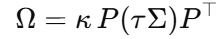 Ω = κ P(τΣ)P^⊤